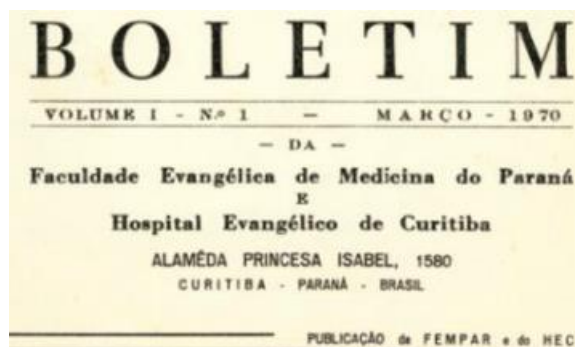 BOLETIM
VOLUME I - N.º 1 — MARÇO - 1970
— DA —
Faculdade Evangélica de Medicina do Paraná
E
Hospital Evangélico de Curitiba
ALAMÊDA PRINCESA ISABEL, 1580
CURITIBA - PARANÁ - BRASIL
PUBLICAÇÃO da FEMPAR e do HEC